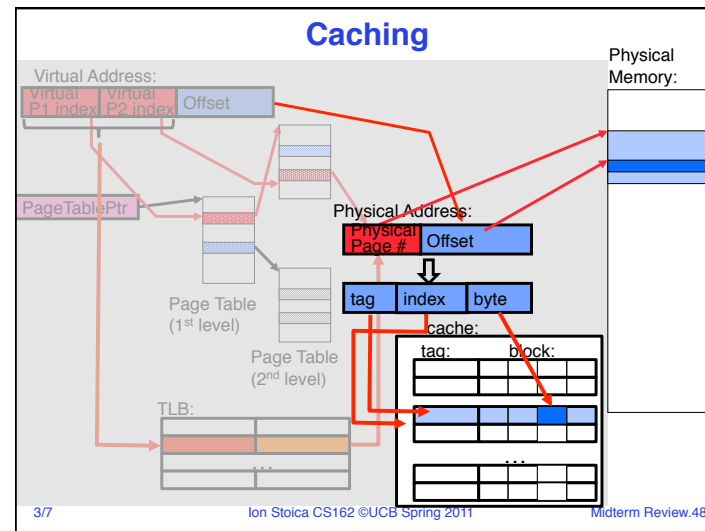 Caching
Physical
Memory:
Virtual Address:
Virtual
P1 index
Virtual
P2 index
Offset
PageTablePtr
Physical Address:
Physical
Page #
Offset
tag
index
byte
Page Table
(1st level)
cache:
tag:
block:
Page Table
(2nd level)
TLB:
...
...
3/7
Ion Stoica CS162 ©UCB Spring 2011
Midterm Review.48